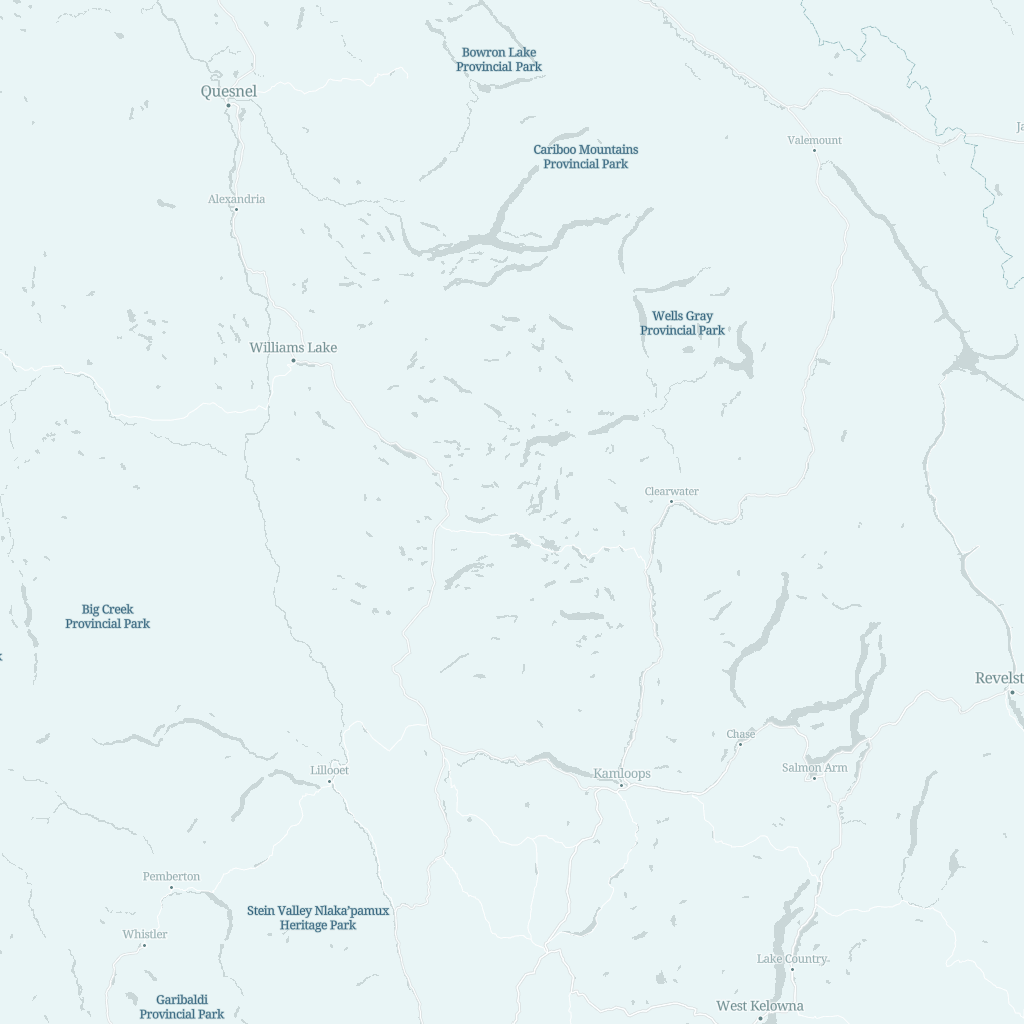 Bowron Lake
Provincial Park
Quesnel
Valemount
Cariboo Mountains
Provincial Park
Alexandria
Wells Gray
Provincial Park
Williams Lake
Clearwater
Big Creek
Provincial Park
Revelst
Chase
Lillooet
Kamloops
Salmon Arm
Pemberton
Stein Valley Nlaka'pamux
Heritage Park
Whistler
Lake Country
Garibaldi
Provincial Park
West Kelowna